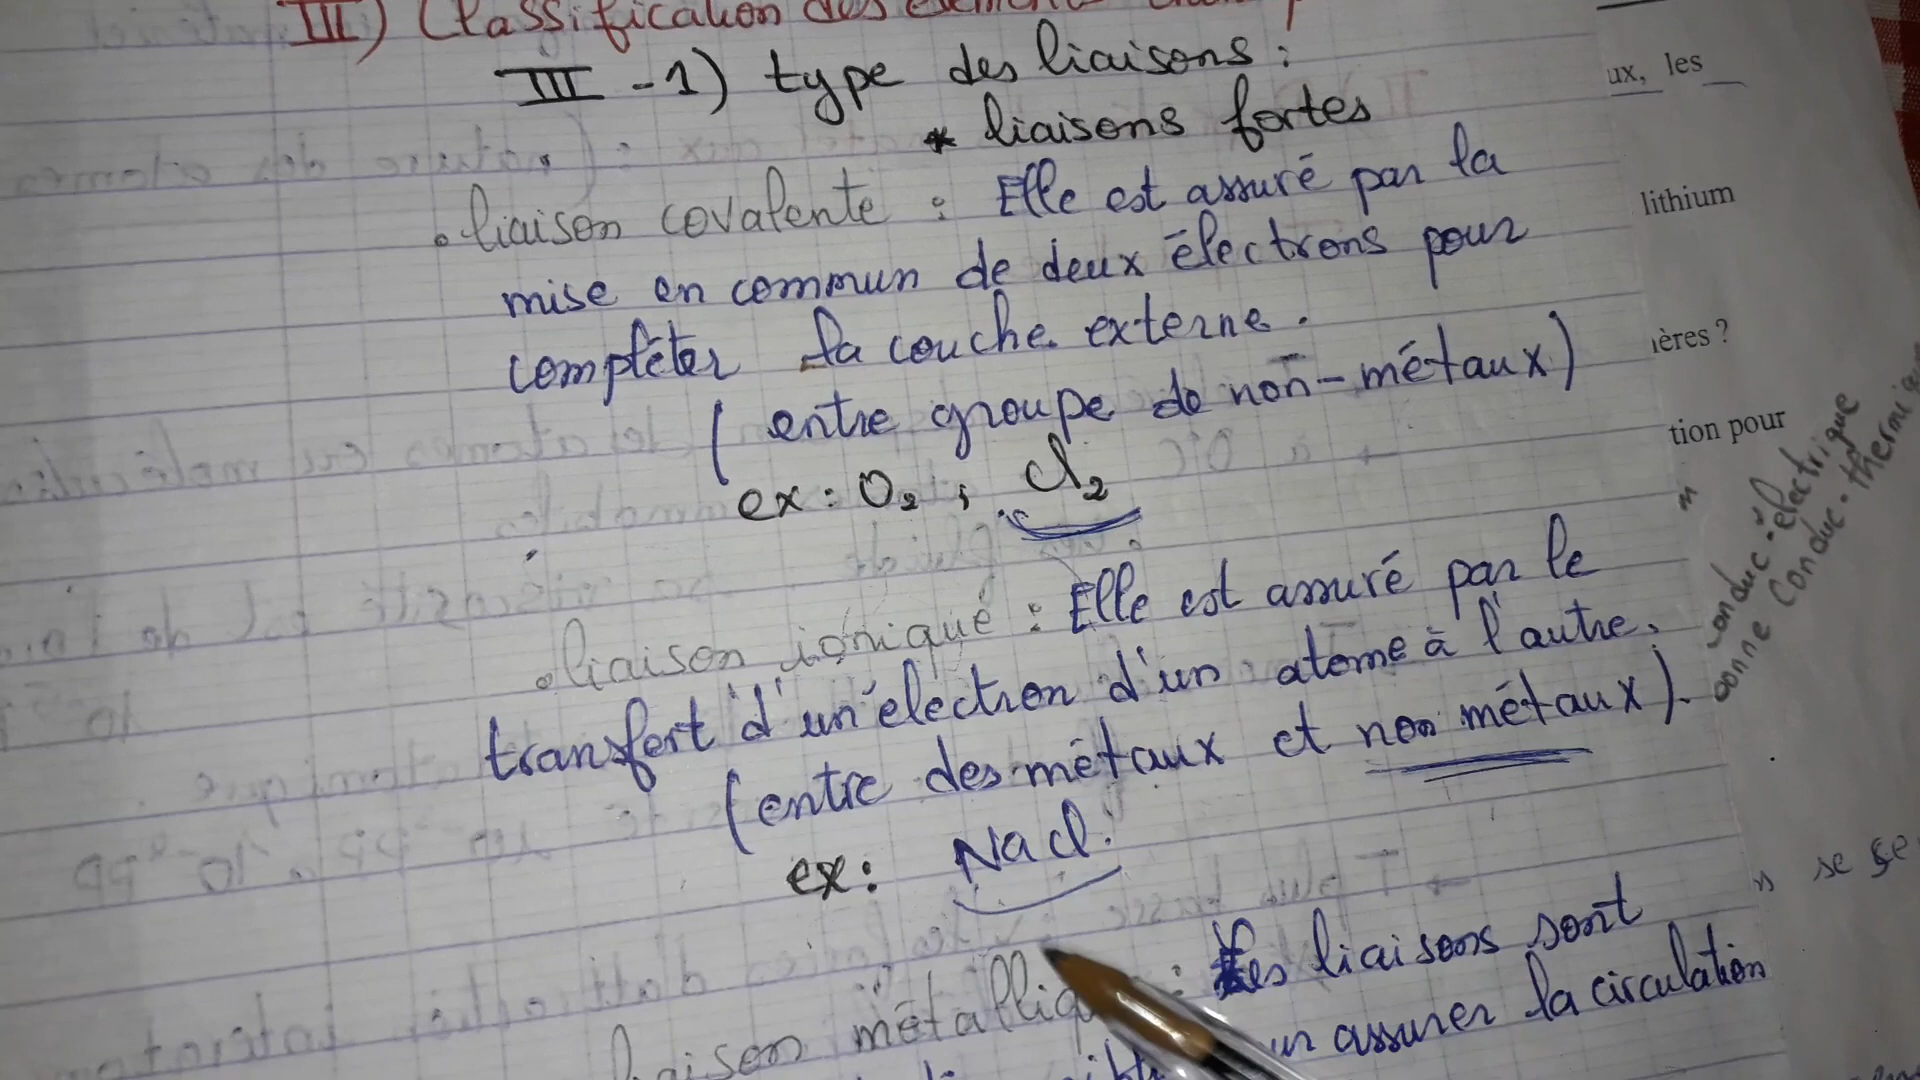 III) Classification des
III-1) type des liaisons :
* liaisons fortes
. liaison covalente : Elle est assuré par la
mise en commun de deux électrons pour
compléter la couche externe.
( entre groupe de non-métaux)
ex : O2 ; Cl2
. liaison ionique : Elle est assuré par le
transfert d'un électron d'un atome à l'autre.
(entre des métaux et non métaux).
ex : NaCl.
liaison métalliq : les liaisons sont
assurer la circulation
ux, les
lithium
ières ?
tion pour
conduc. électrique
bonne Conduc. thermi
se